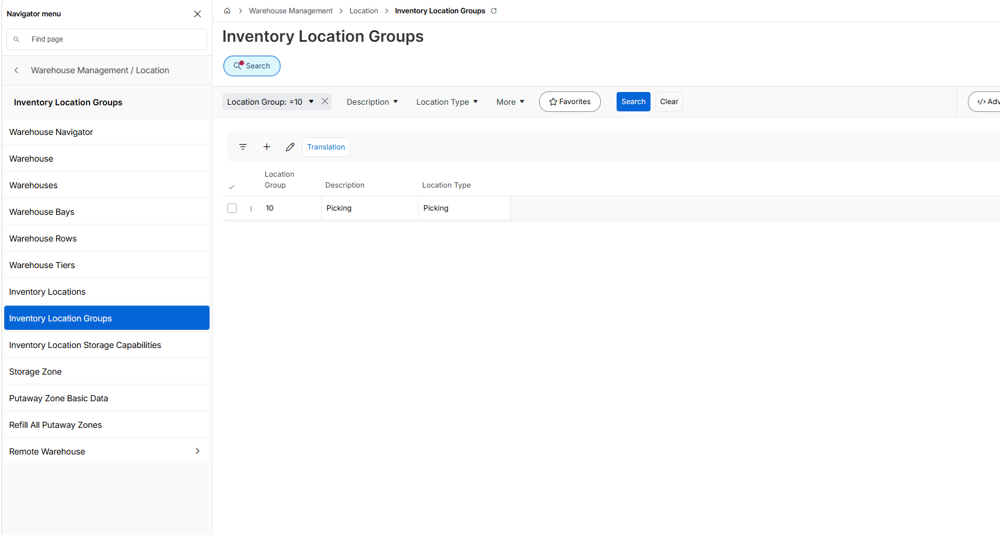 Navigator menu
Find page
Warehouse Management / Location
Inventory Location Groups
Warehouse Navigator
Warehouse
Warehouses
Warehouse Bays
Warehouse Rows
Warehouse Tiers
Inventory Locations
Inventory Location Groups
Inventory Location Storage Capabilities
Storage Zone
Putaway Zone Basic Data
Refill All Putaway Zones
Remote Warehouse
Warehouse Management > Location > Inventory Location Groups
Inventory Location Groups
Search
Location Group: =10 Description Location Type More Favorites Search Clear </> Adv
Translation
Location Group Description Location Type
10 Picking Picking